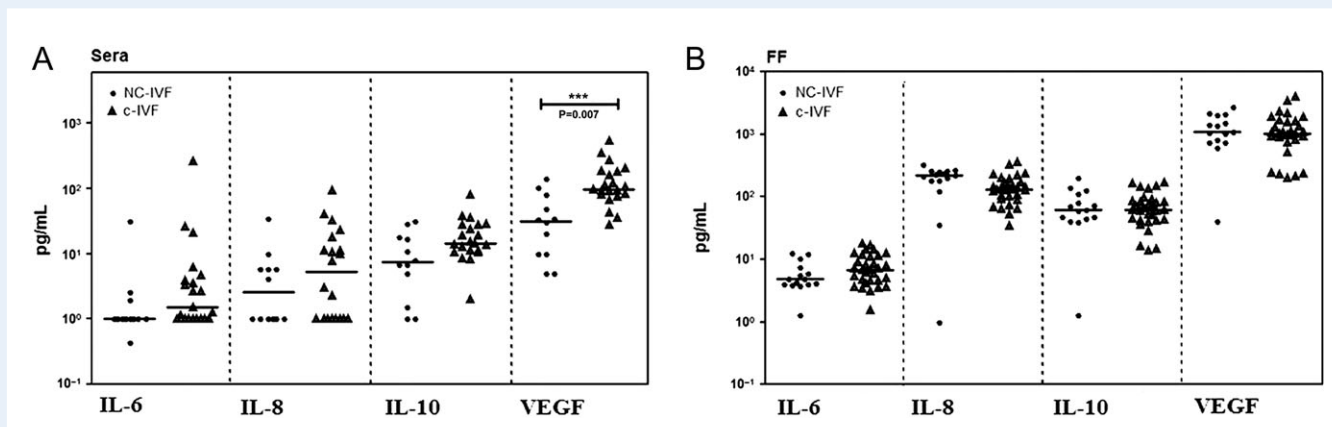 A
Sera
NC-IVF
c-IVF
***
P=0.007
pg/mL
10³
10²
10¹
10⁰
10⁻¹
IL-6 IL-8 IL-10 VEGF
B
FF
NC-IVF
c-IVF
pg/mL
10⁴
10³
10²
10¹
10⁰
10⁻¹
IL-6 IL-8 IL-10 VEGF